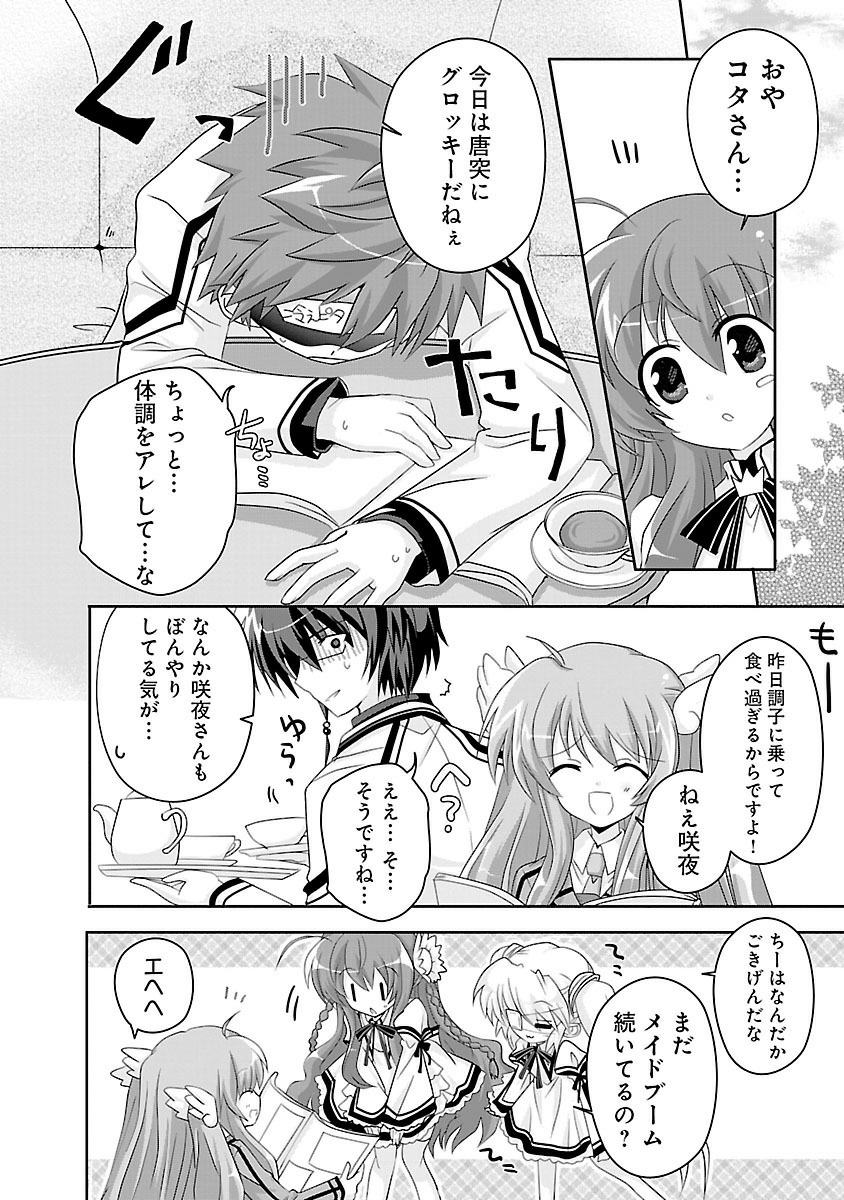 おや
コタさん…
今日は唐突に
グロッキーだねぇ
ぐっ
たり
ちょっと…
体調をアレして…な
ちょ…
……
もー
昨日調子に乗って
食べ過ぎるからですよ！
ねえ咲夜
へ？
ええ…そ…
そうですね…
ゆらっ
なんか咲夜さんも
ぼんやり
してる気が…
ちーはなんだか
ごきげんだな
まだ
メイドブーム
続いてるの？
エヘヘ